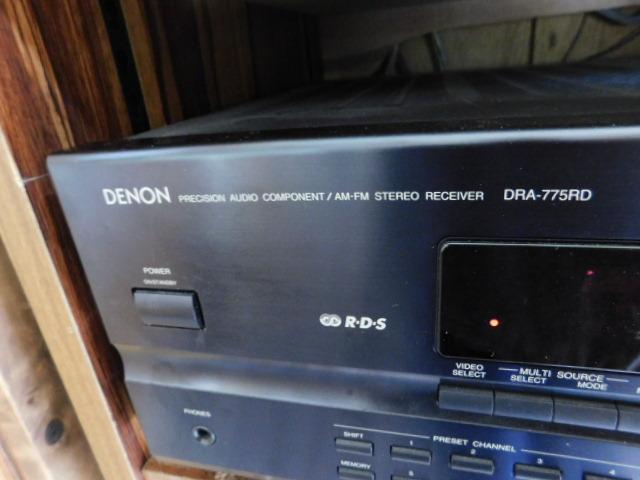 DENON PRECISION AUDIO COMPONENT / AM-FM STEREO RECEIVER DRA-775RD
POWER
ON/STANDBY
R·D·S
VIDEO SELECT
MULTI SOURCE
SELECT MODE
PHONES
SHIFT
PRESET CHANNEL
1 2 3 4
MEMORY